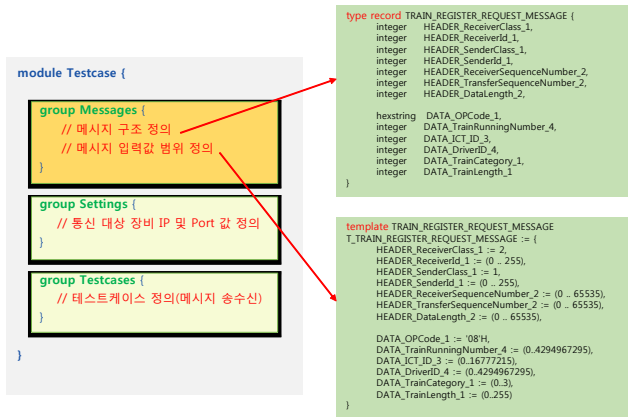 module Testcase {
group Messages {
// 메시지 구조 정의
// 메시지 입력값 범위 정의
}
group Settings {
// 통신 대상 장비 IP 및 Port 값 정의
}
group Testcases {
// 테스트케이스 정의(메시지 송수신)
}
}
type record TRAIN_REGISTER_REQUEST_MESSAGE {
integer HEADER_ReceiverClass_1,
integer HEADER_ReceiverId_1,
integer HEADER_SenderClass_1,
integer HEADER_SenderId_1,
integer HEADER_ReceiverSequenceNumber_2,
integer HEADER_TransferSequenceNumber_2,
integer HEADER_DataLength_2,
hexstring DATA_OPCode_1,
integer DATA_TrainRunningNumber_4,
integer DATA_ICT_ID_3,
integer DATA_DriverID_4,
integer DATA_TrainCategory_1,
integer DATA_TrainLength_1
}
template TRAIN_REGISTER_REQUEST_MESSAGE
T_TRAIN_REGISTER_REQUEST_MESSAGE := {
HEADER_ReceiverClass_1 := 2,
HEADER_ReceiverId_1 := (0 .. 255),
HEADER_SenderClass_1 := 1,
HEADER_SenderId_1 := (0 .. 255),
HEADER_ReceiverSequenceNumber_2 := (0 .. 65535),
HEADER_TransferSequenceNumber_2 := (0 .. 65535),
HEADER_DataLength_2 := (0 .. 65535),
DATA_OPCode_1 := '08'H,
DATA_TrainRunningNumber_4 := (0..4294967295),
DATA_ICT_ID_3 := (0..16777215),
DATA_DriverID_4 := (0..4294967295),
DATA_TrainCategory_1 := (0..3),
DATA_TrainLength_1 := (0..255)
}